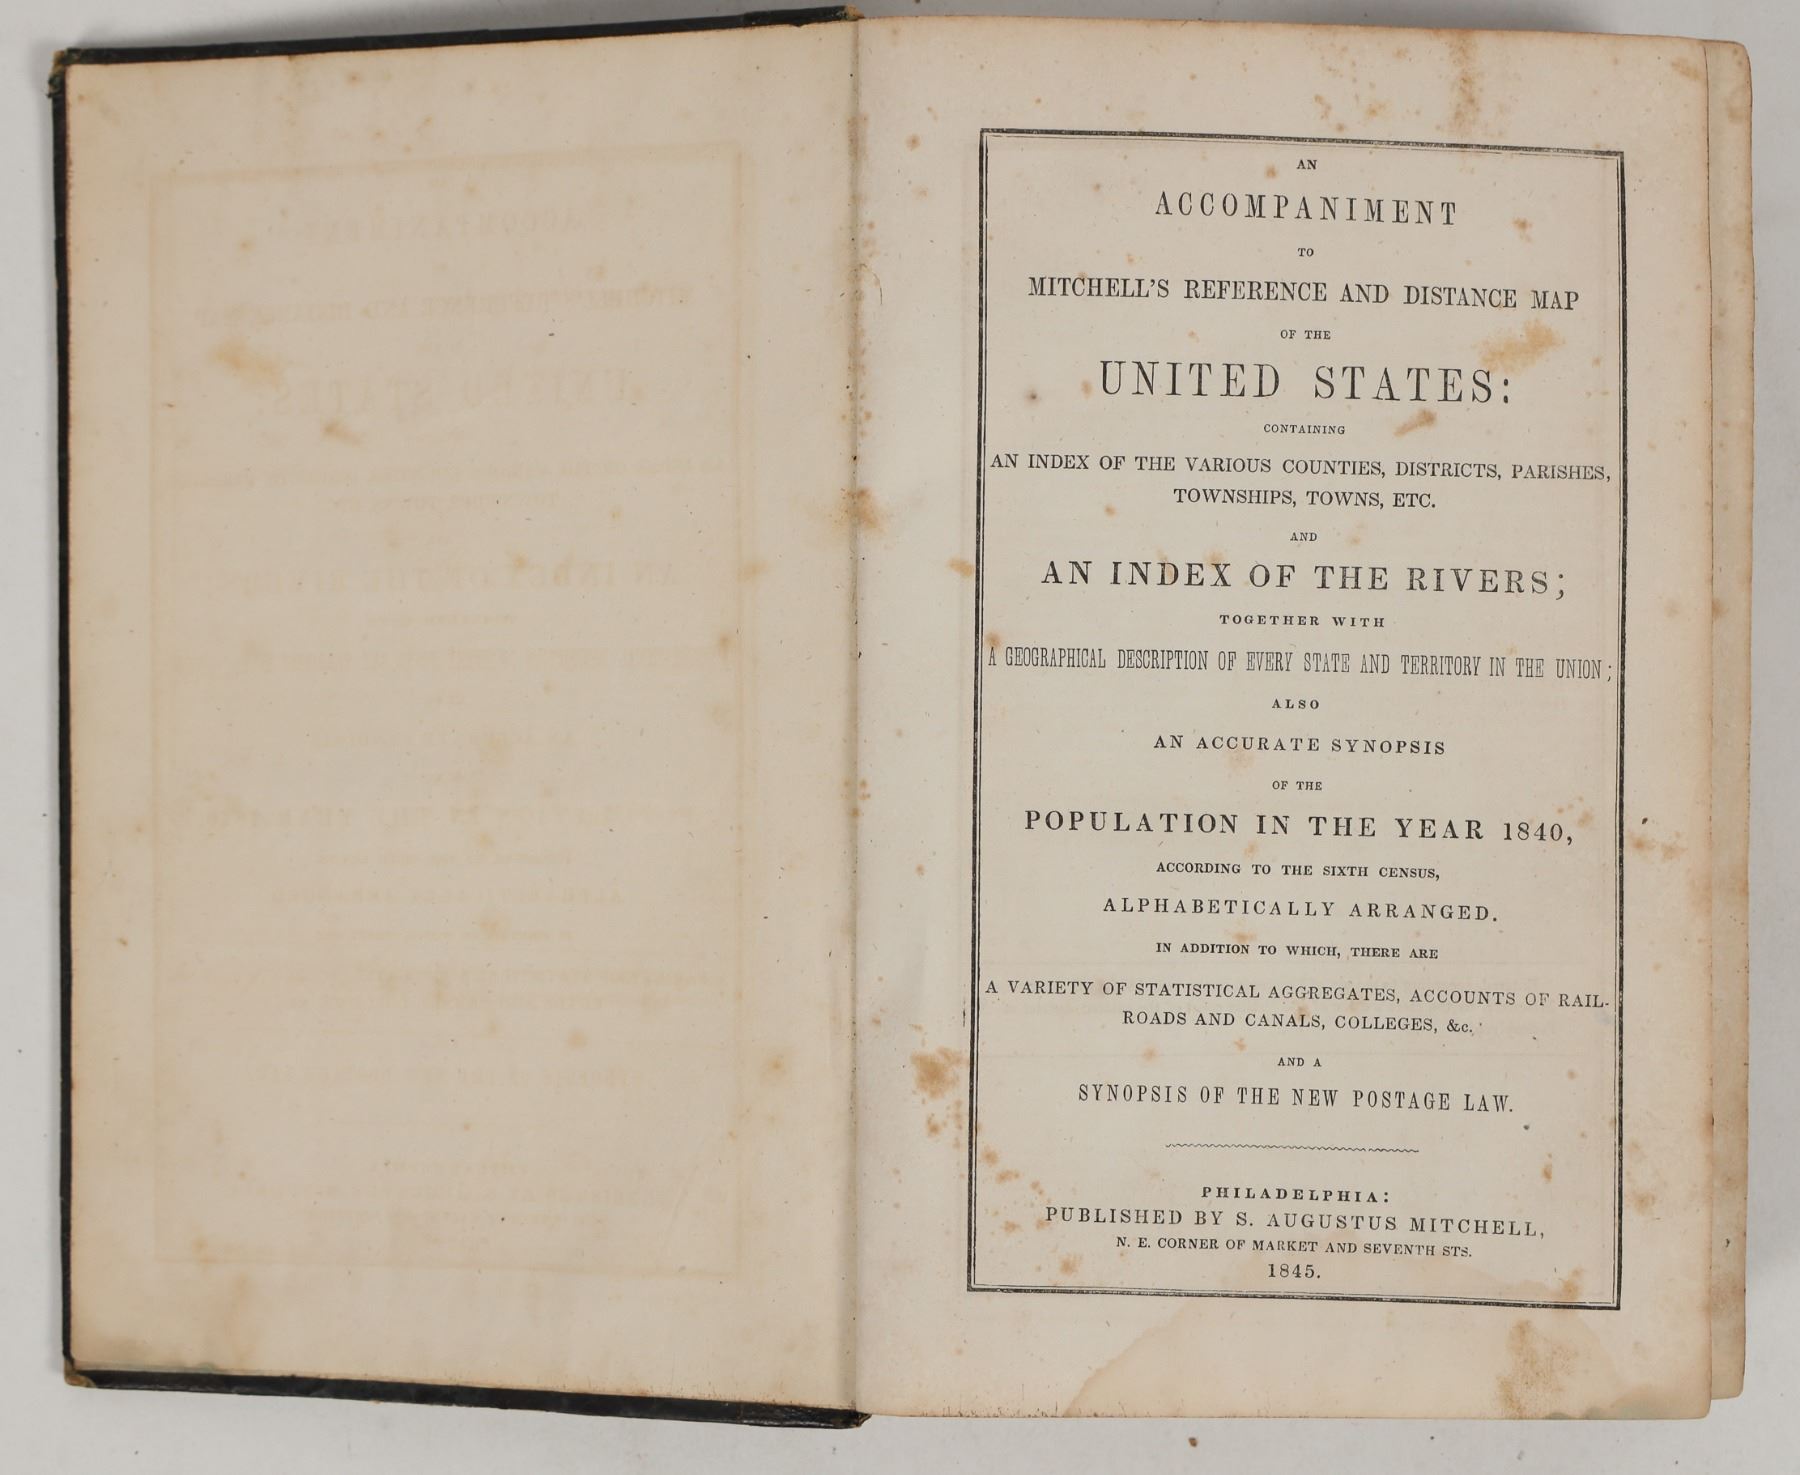 AN
ACCOMPANIMENT
TO
MITCHELL'S REFERENCE AND DISTANCE MAP
OF THE
UNITED STATES:
CONTAINING
AN INDEX OF THE VARIOUS COUNTIES, DISTRICTS, PARISHES,
TOWNSHIPS, TOWNS, ETC.
AND
AN INDEX OF THE RIVERS;
TOGETHER WITH
A GEOGRAPHICAL DESCRIPTION OF EVERY STATE AND TERRITORY IN THE UNION;
ALSO
AN ACCURATE SYNOPSIS
OF THE
POPULATION IN THE YEAR 1840,
ACCORDING TO THE SIXTH CENSUS,
ALPHABETICALLY ARRANGED.
IN ADDITION TO WHICH, THERE ARE
A VARIETY OF STATISTICAL AGGREGATES, ACCOUNTS OF RAIL-
ROADS AND CANALS, COLLEGES, &c.
AND A
SYNOPSIS OF THE NEW POSTAGE LAW.
PHILADELPHIA:
PUBLISHED BY S. AUGUSTUS MITCHELL,
N. E. CORNER OF MARKET AND SEVENTH STS.
1845.